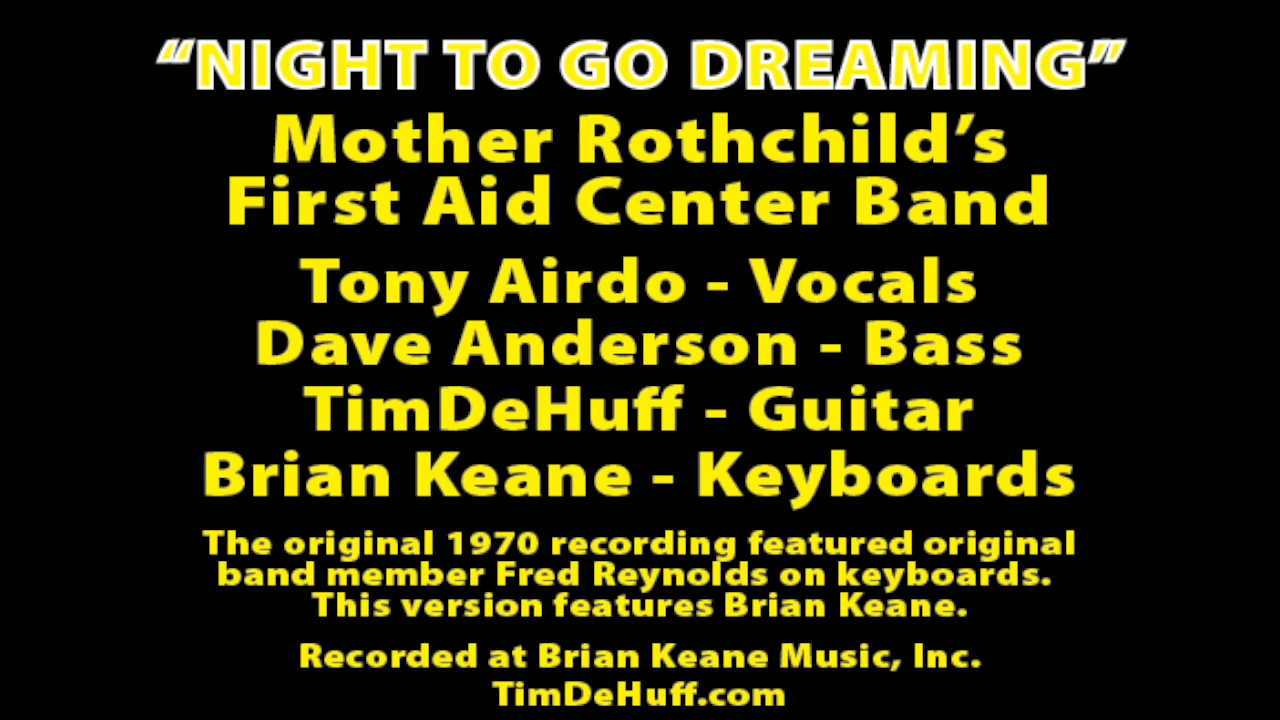 “NIGHT TO GO DREAMING”
Mother Rothchild’s
First Aid Center Band
Tony Airdo - Vocals
Dave Anderson - Bass
TimDeHuff - Guitar
Brian Keane - Keyboards
The original 1970 recording featured original
band member Fred Reynolds on keyboards.
This version features Brian Keane.
Recorded at Brian Keane Music, Inc.
TimDeHuff.com